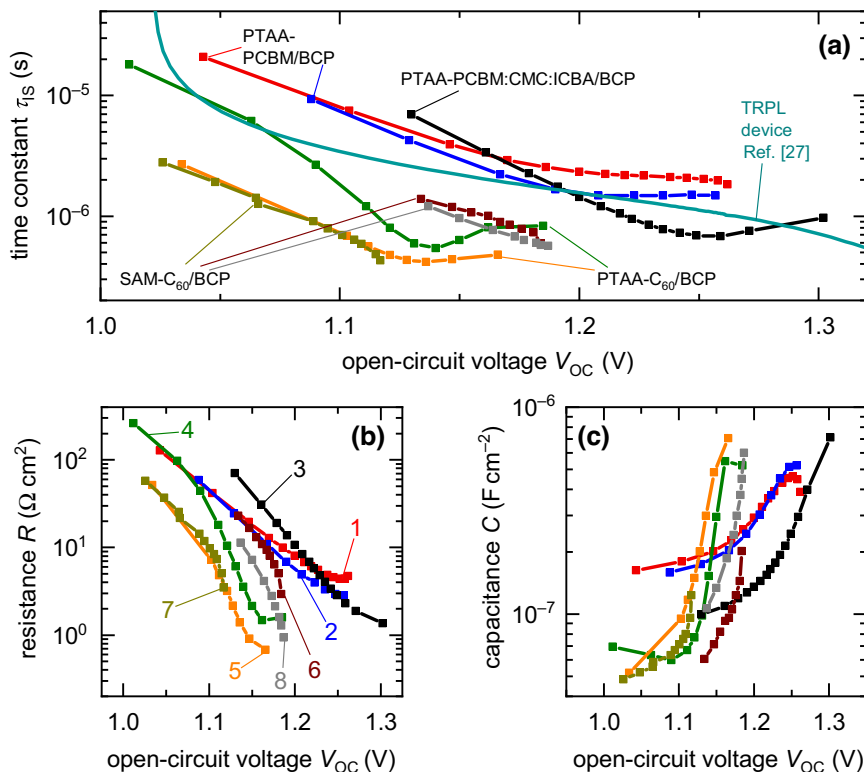 (a)
PTAA-
PCBM/BCP
PTAA-PCBM:CMC:ICBA/BCP
TRPL
device
Ref. [27]
SAM-C60/BCP
PTAA-C60/BCP
time constant τIS (s)
10⁻⁵
10⁻⁶
1.0 1.1 1.2 1.3
open-circuit voltage VOC (V)
(b)
4
3
1
2
7
5
6
8
resistance R (Ω cm²)
10²
10¹
10⁰
1.0 1.1 1.2 1.3
open-circuit voltage VOC (V)
(c)
capacitance C (F cm⁻²)
10⁻⁶
10⁻⁷
1.0 1.1 1.2 1.3
open-circuit voltage VOC (V)